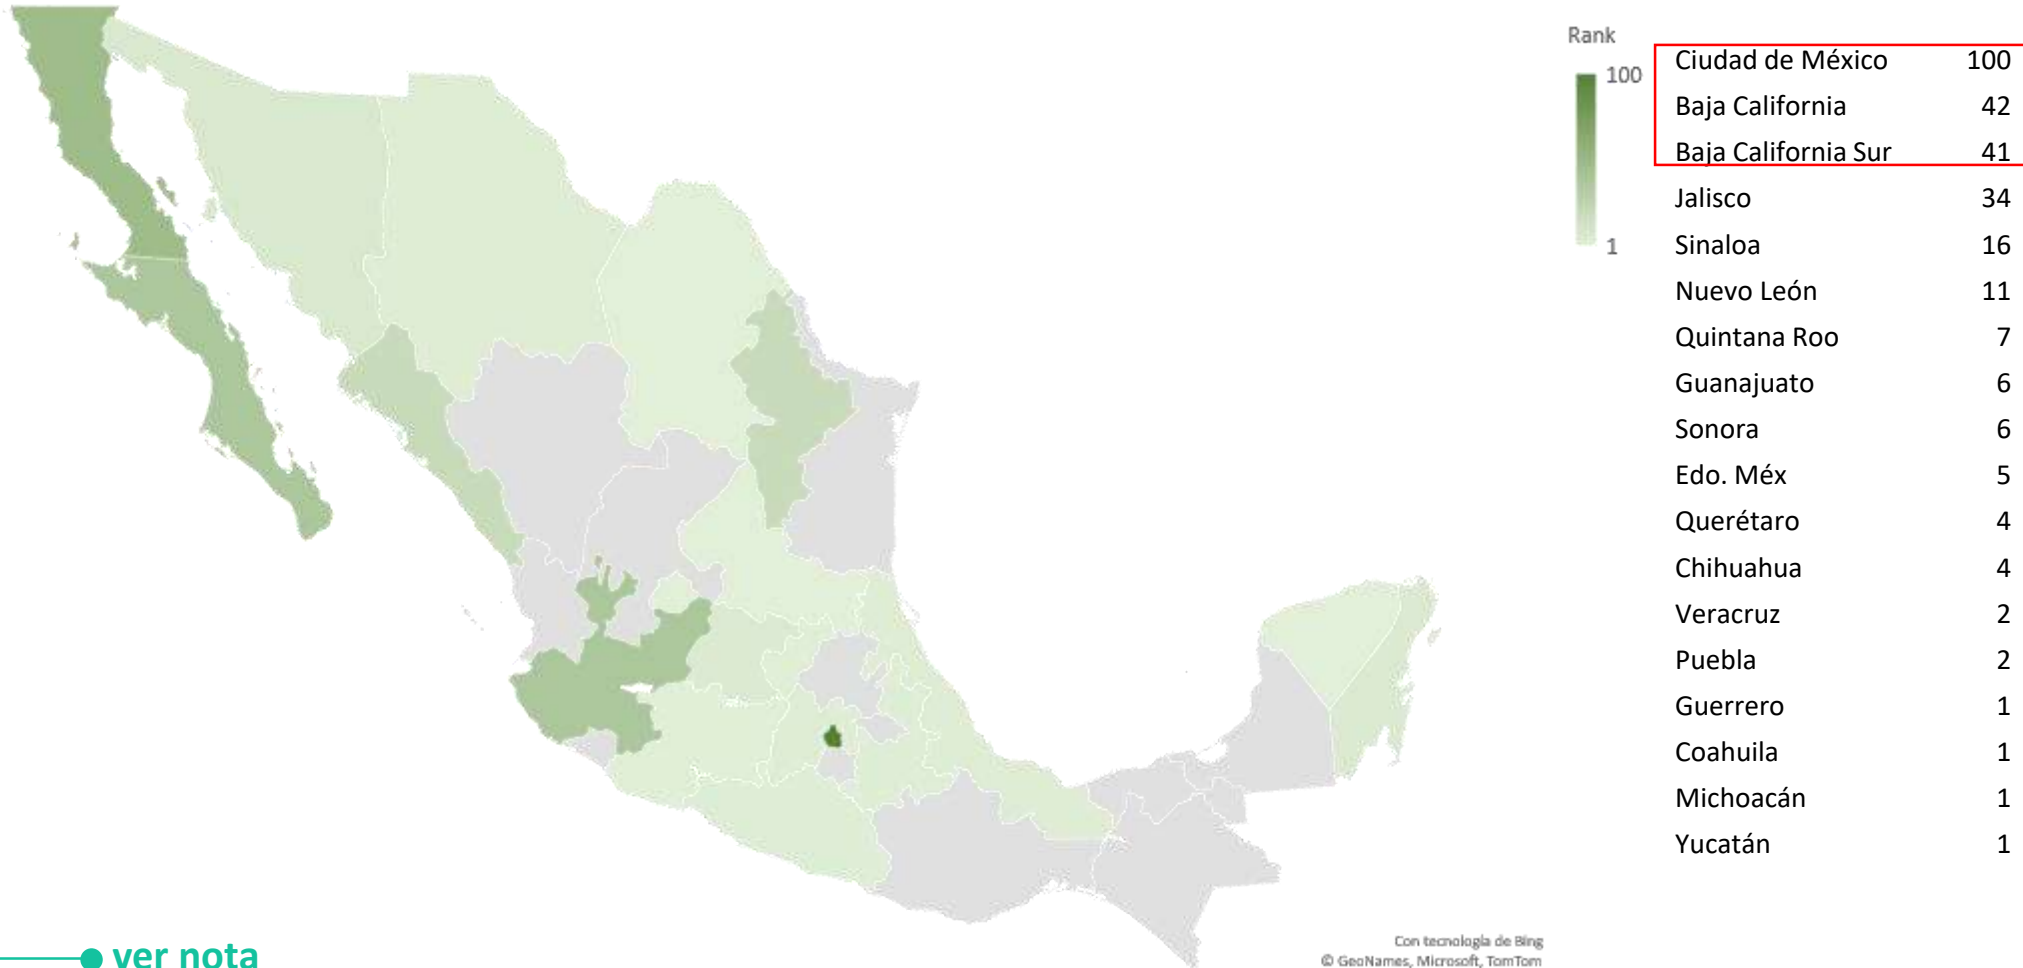 Rank
100
1
Ciudad de México 100
Baja California 42
Baja California Sur 41
Jalisco 34
Sinaloa 16
Nuevo León 11
Quintana Roo 7
Guanajuato 6
Sonora 6
Edo. Méx 5
Querétaro 4
Chihuahua 4
Veracruz 2
Puebla 2
Guerrero 1
Coahuila 1
Michoacán 1
Yucatán 1
ver nota
Con tecnología de Bing
© GeoNames, Microsoft, TomTom